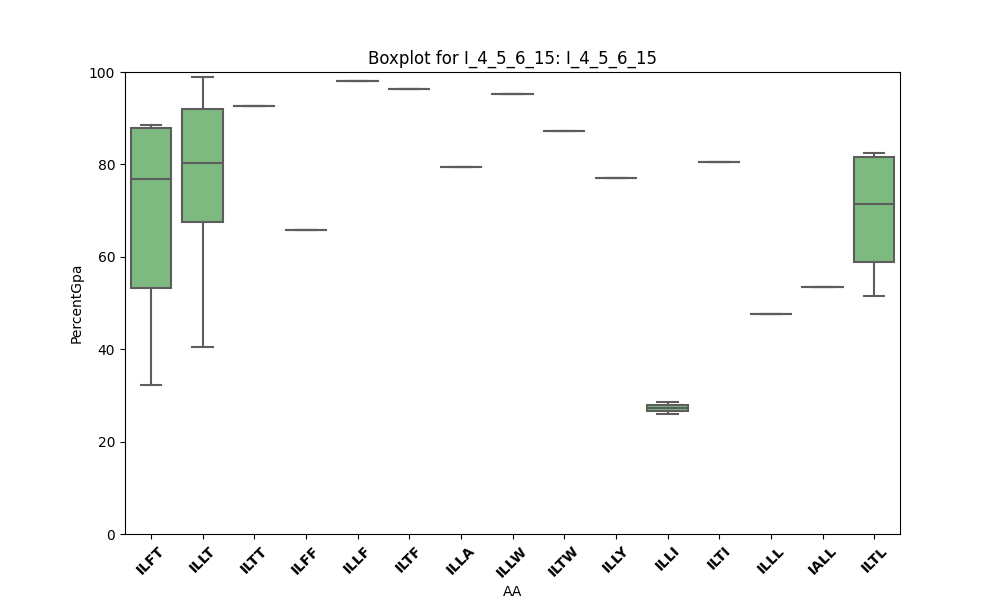 Boxplot for I_4_5_6_15: I_4_5_6_15
100
80
60
40
20
0
PercentGpa
ILFT
ILLT
ILTT
ILFF
ILLF
ILTF
ILLA
ILLW
ILTW
ILLY
ILLI
ILTI
ILLL
IALL
ILTL
AA